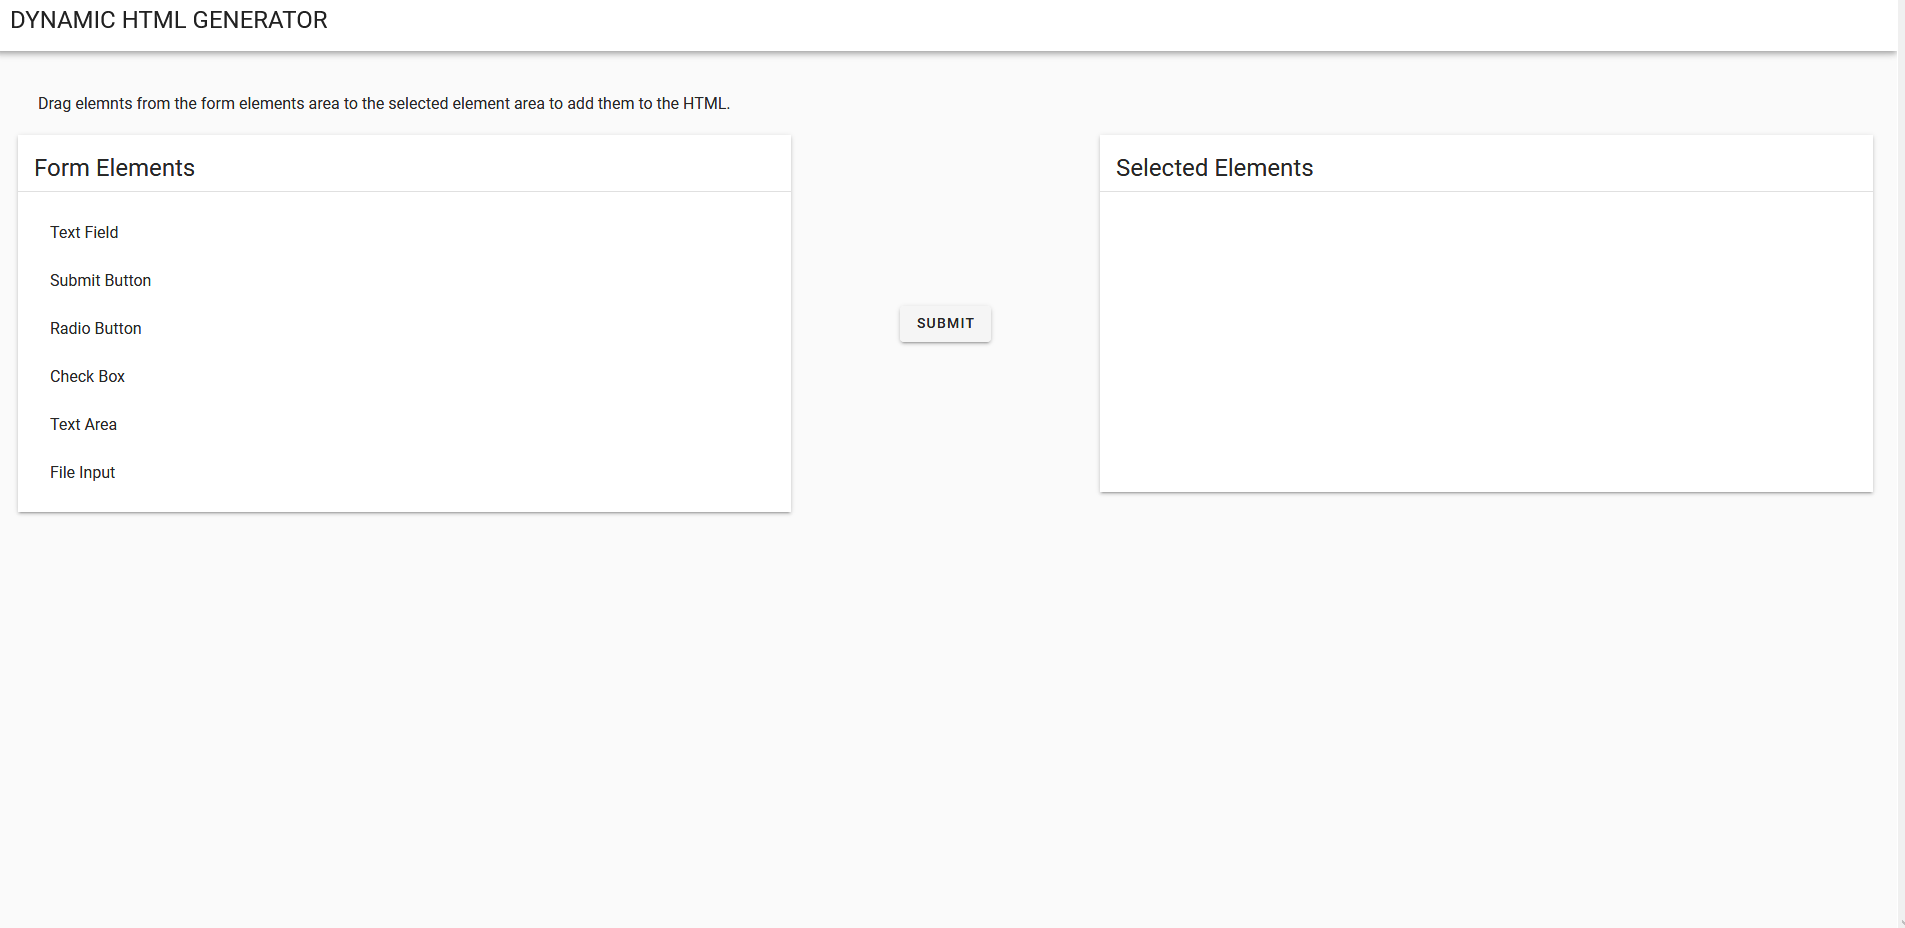 DYNAMIC HTML GENERATOR
Drag elemnts from the form elements area to the selected element area to add them to the HTML.
Form Elements
Text Field
Submit Button
Radio Button
Check Box
Text Area
File Input
SUBMIT
Selected Elements